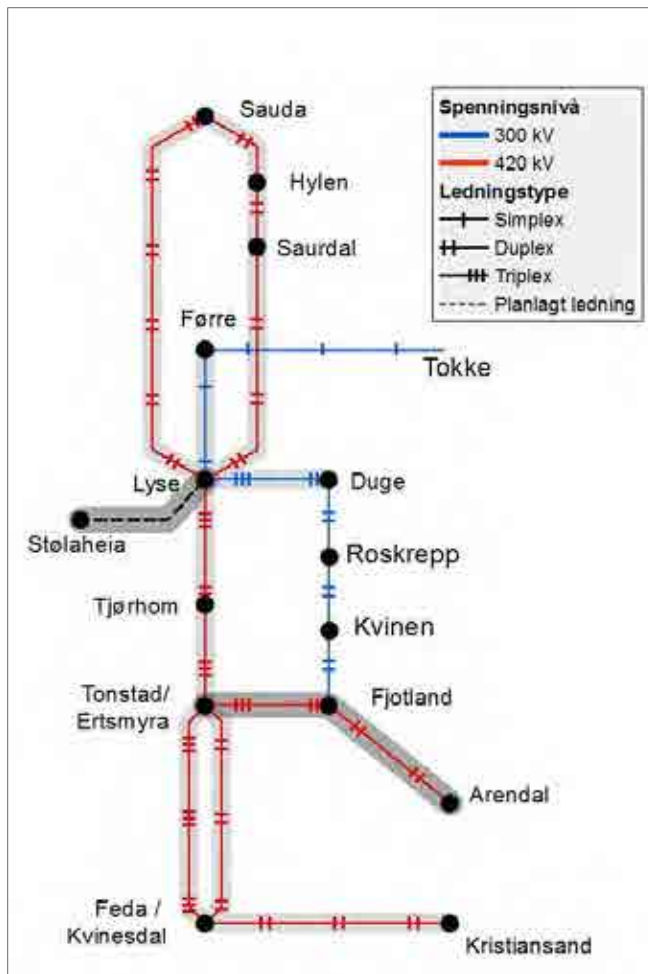 Sauda
Spenningsnivå
300 kV
420 kV
Ledningstype
Simplex
Duplex
Triplex
Planlagt ledning
Hylen
Saurdal
Førre
Tokke
Lyse
Duge
Stølaheia
Roskrepp
Tjørhom
Kvinen
Tonstad/
Ertsmyra
Fjotland
Arendal
Feda /
Kvinesdal
Kristiansand